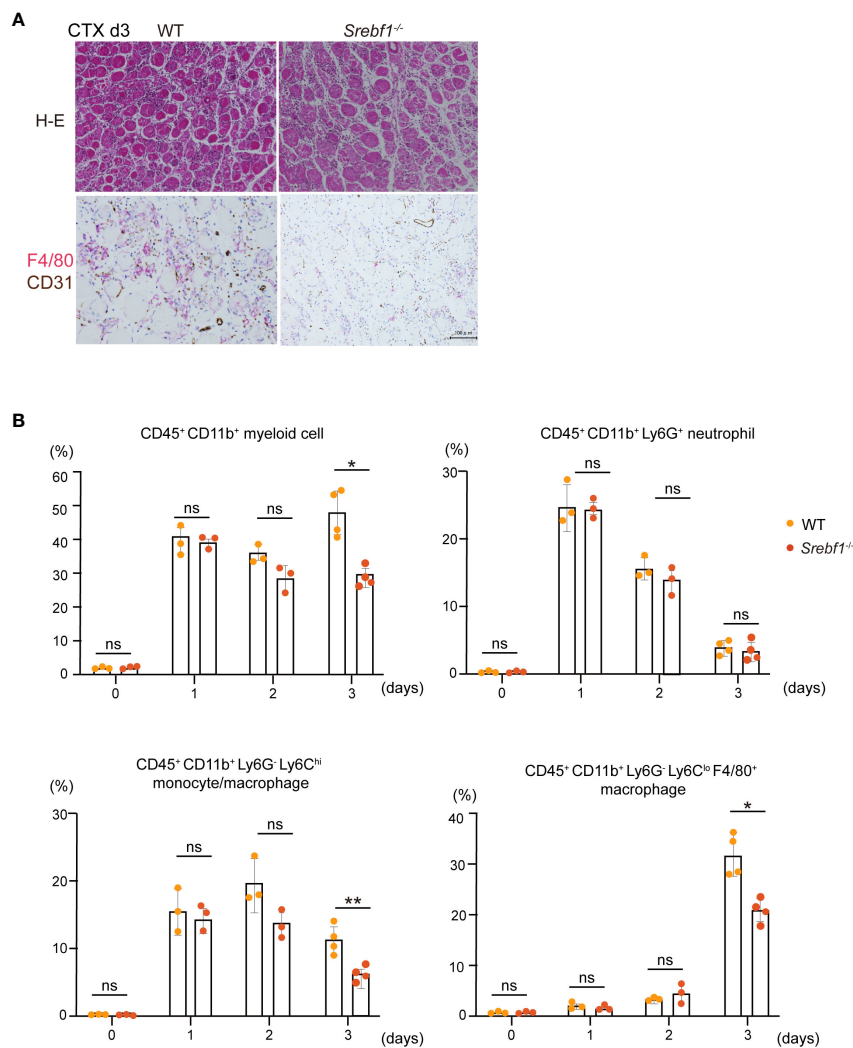 A
CTX d3 WT Srebf1-/-
H-E
F4/80
CD31
100μm
B
CD45+ CD11b+ myeloid cell
(%)
60
50
40
30
20
10
0
ns
ns
ns
*
0 1 2 3 (days)
CD45+ CD11b+ Ly6G+ neutrophil
(%)
30
20
10
0
ns
ns
ns
ns
0 1 2 3 (days)
WT
Srebf1-/-
CD45+ CD11b+ Ly6G- Ly6Chi
monocyte/macrophage
(%)
30
20
10
0
ns
ns
ns
**
0 1 2 3 (days)
CD45+ CD11b+ Ly6G- Ly6Clo F4/80+
macrophage
(%)
40
30
20
10
0
ns
ns
ns
*
0 1 2 3 (days)